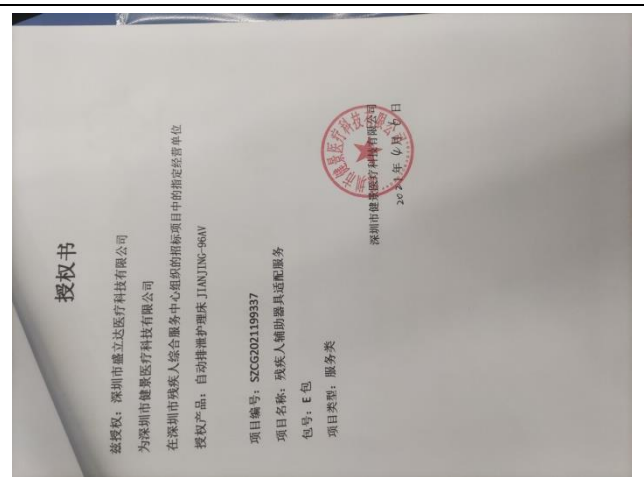 授权书
兹授权：深圳市盛立达医疗科技有限公司
为深圳市健景医疗科技有限公司
在深圳市残疾人综合服务中心组织的招标项目中的指定经营单位
授权产品：自动排泄护理床 JIANJING-96AV
项目编号：SZCG2021199337
项目名称：残疾人辅助器具适配服务
包号：E 包
项目类型：服务类
深圳市健景医疗科技有限公司